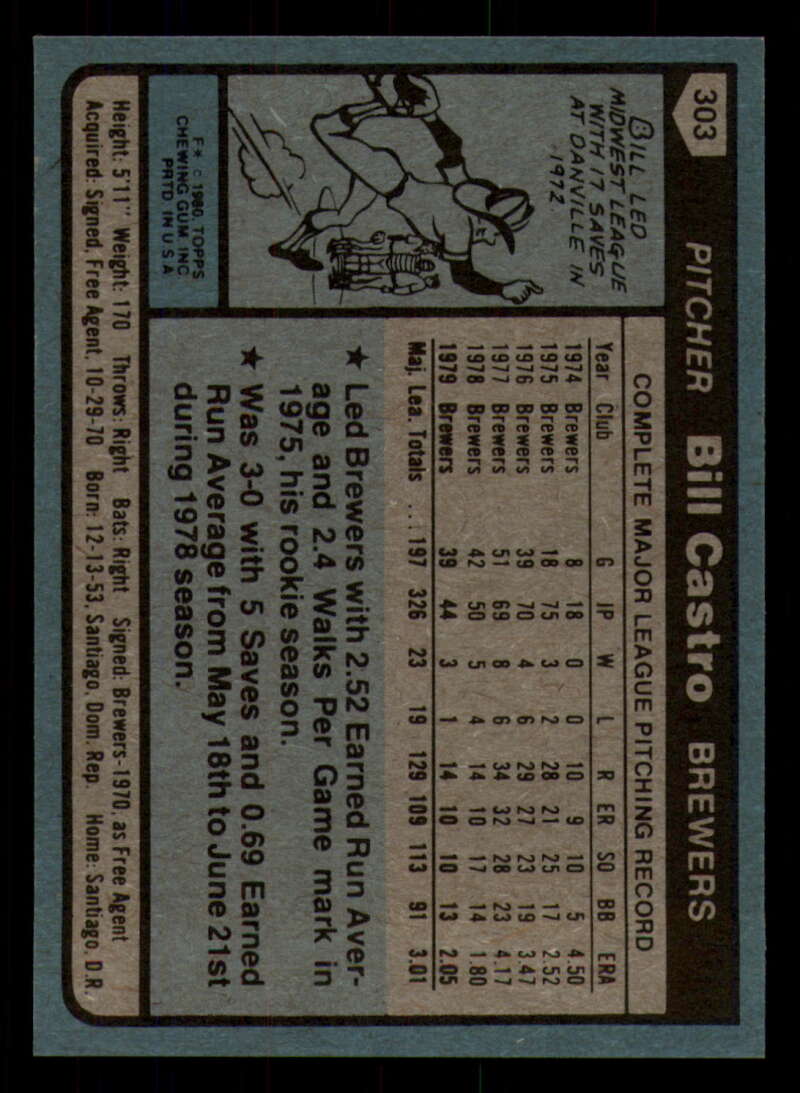 303 PITCHER Bill Castro BREWERS
BILL LED
MIDWEST LEAGUE
WITH 17 SAVES
AT DANVILLE IN
1972.
F* © 1980 TOPPS
CHEWING GUM INC
PRTD IN U S A
COMPLETE MAJOR LEAGUE PITCHING RECORD
Year Club G IP W L R ER SO BB ERA
1974 Brewers 8 18 0 0 10 9 10 5 4.50
1975 Brewers 18 75 3 2 28 21 25 17 2.52
1976 Brewers 39 70 4 6 29 27 23 19 3.47
1977 Brewers 51 69 8 6 34 32 28 23 4.17
1978 Brewers 42 50 5 4 14 10 17 14 1.80
1979 Brewers 39 44 3 1 14 10 10 13 2.05
Maj. Lea. Totals ... 197 326 23 19 129 109 113 91 3.01
★ Led Brewers with 2.52 Earned Run Aver-
age and 2.4 Walks Per Game mark in
1975, his rookie season.
★ Was 3-0 with 5 Saves and 0.69 Earned
Run Average from May 18th to June 21st
during 1978 season.
Height: 5'11" Weight: 170 Throws: Right Bats: Right Signed: Brewers-1970, as Free Agent
Acquired: Signed, Free Agent, 10-29-70 Born: 12-13-53, Santiago, Dom. Rep Home: Santiago, D.R.